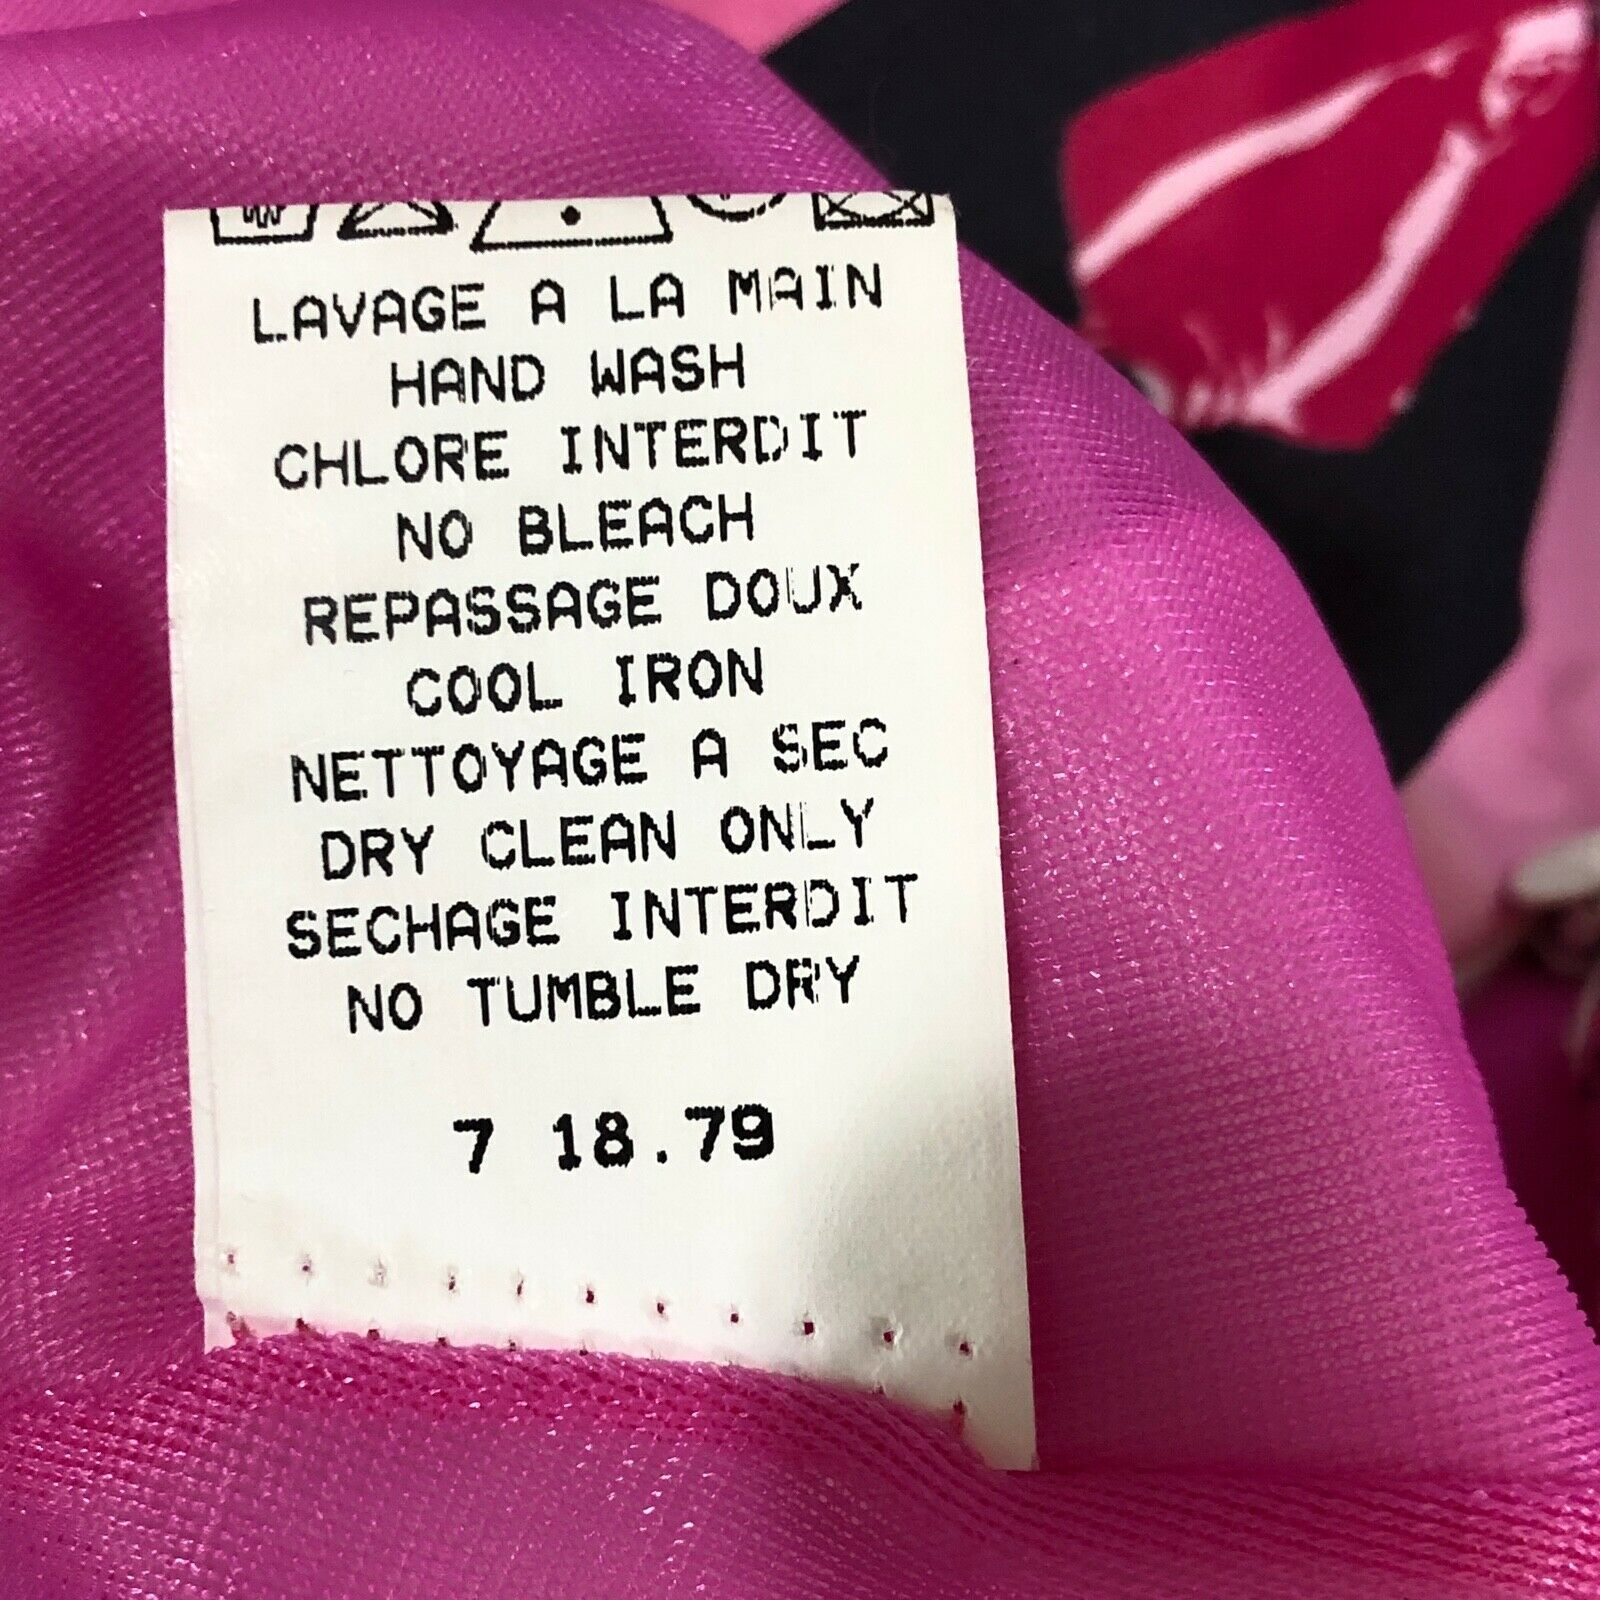 LAVAGE A LA MAIN
HAND WASH
CHLORE INTERDIT
NO BLEACH
REPASSAGE DOUX
COOL IRON
NETTOYAGE A SEC
DRY CLEAN ONLY
SECHAGE INTERDIT
NO TUMBLE DRY
7 18.79